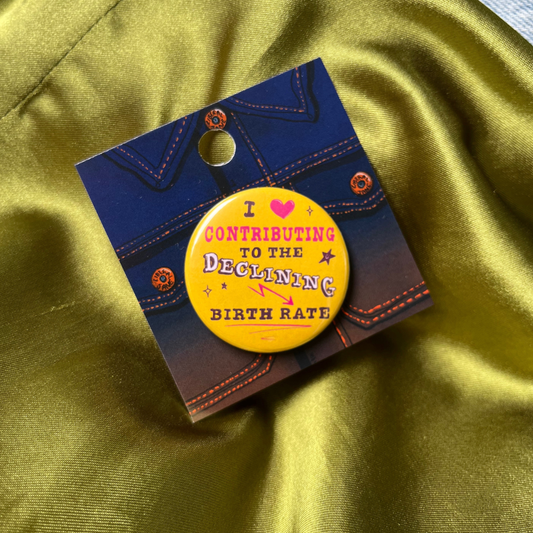 I ♥
CONTRIBUTING
TO THE
DECLINING
BIRTH RATE